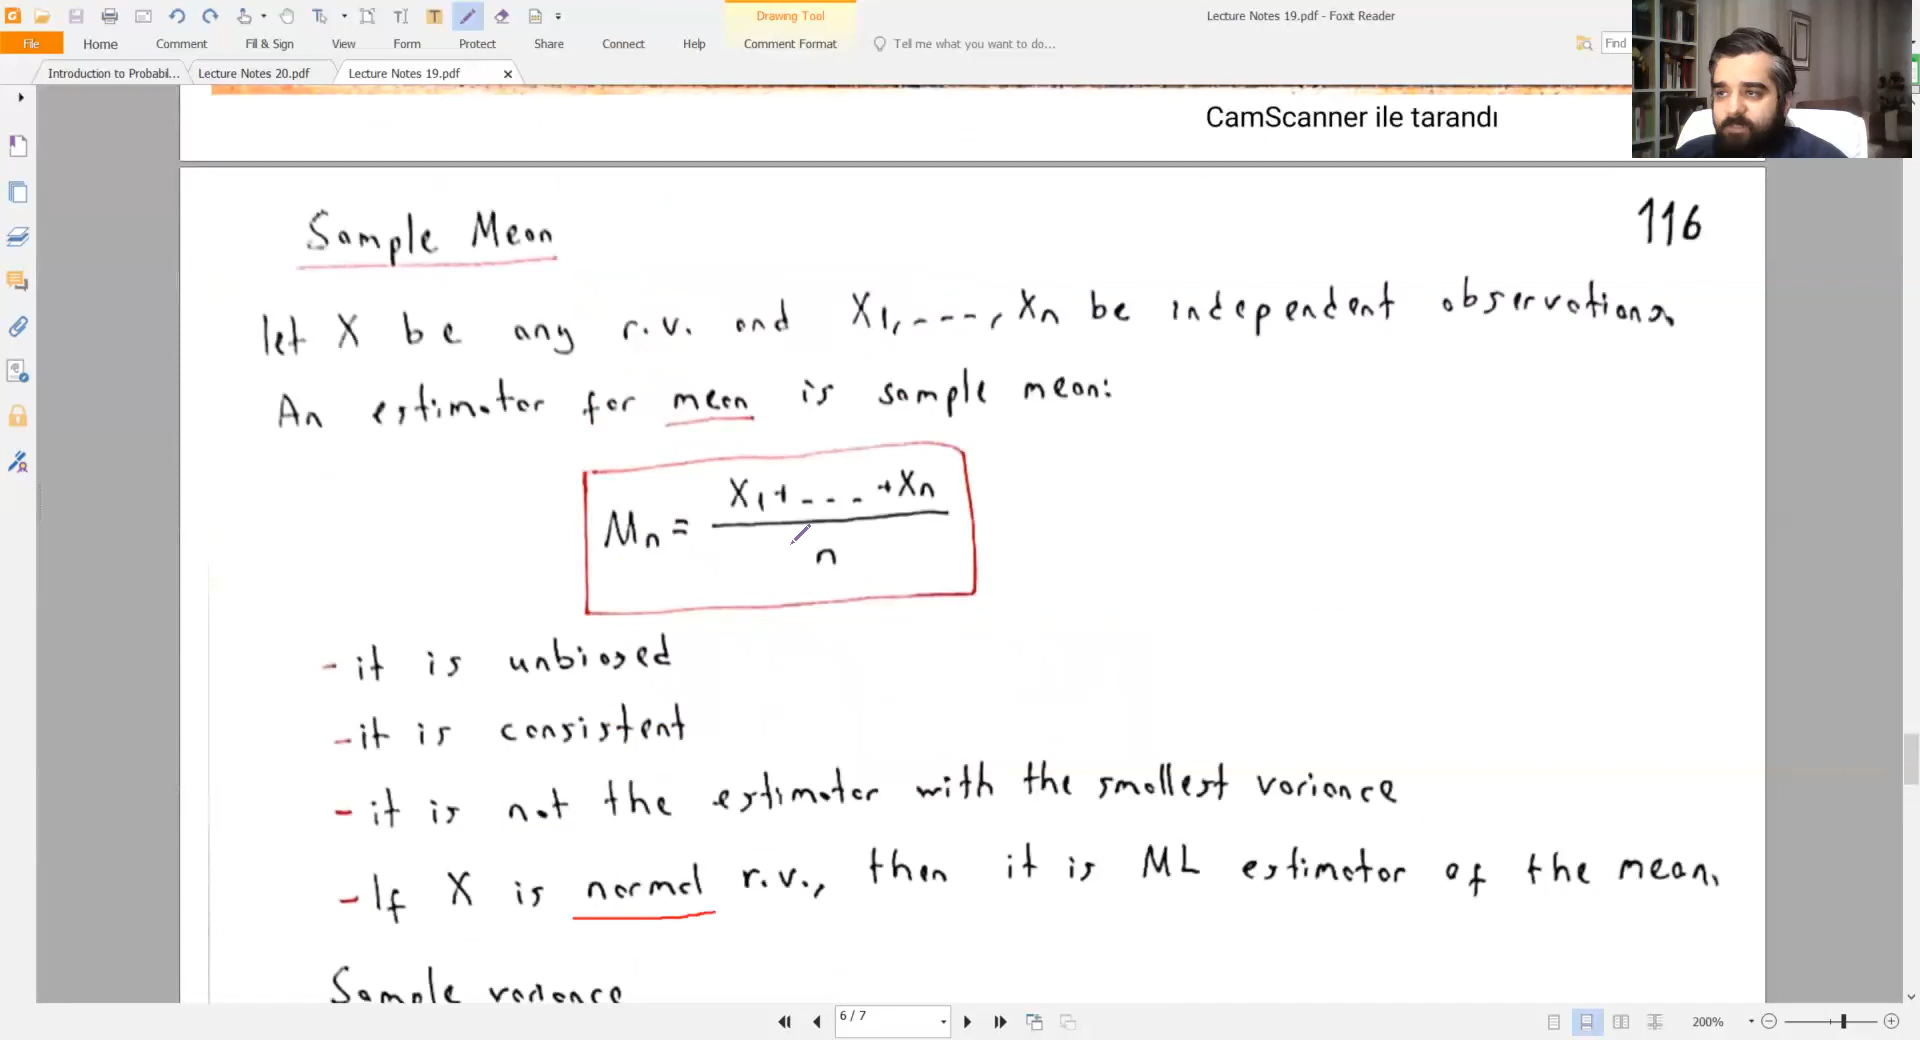 Drawing Tool
Lecture Notes 19.pdf - Foxit Reader
File
Home
Comment
Fill & Sign
View
Form
Protect
Share
Connect
Help
Comment Format
Tell me what you want to do...
Find
Introduction to Probabil...
Lecture Notes 20.pdf
Lecture Notes 19.pdf
CamScanner ile tarandı
Sample Mean
116
let X be any r.v. and X1, ----, Xn be independent observations.
An estimator for mean is sample mean:
Mn = X1 + - - - + Xn
n
- it is unbiased
- it is consistent
- it is not the estimator with the smallest variance
- If X is normal r.v., then it is ML estimator of the mean.
Sample variance
6 / 7
200%